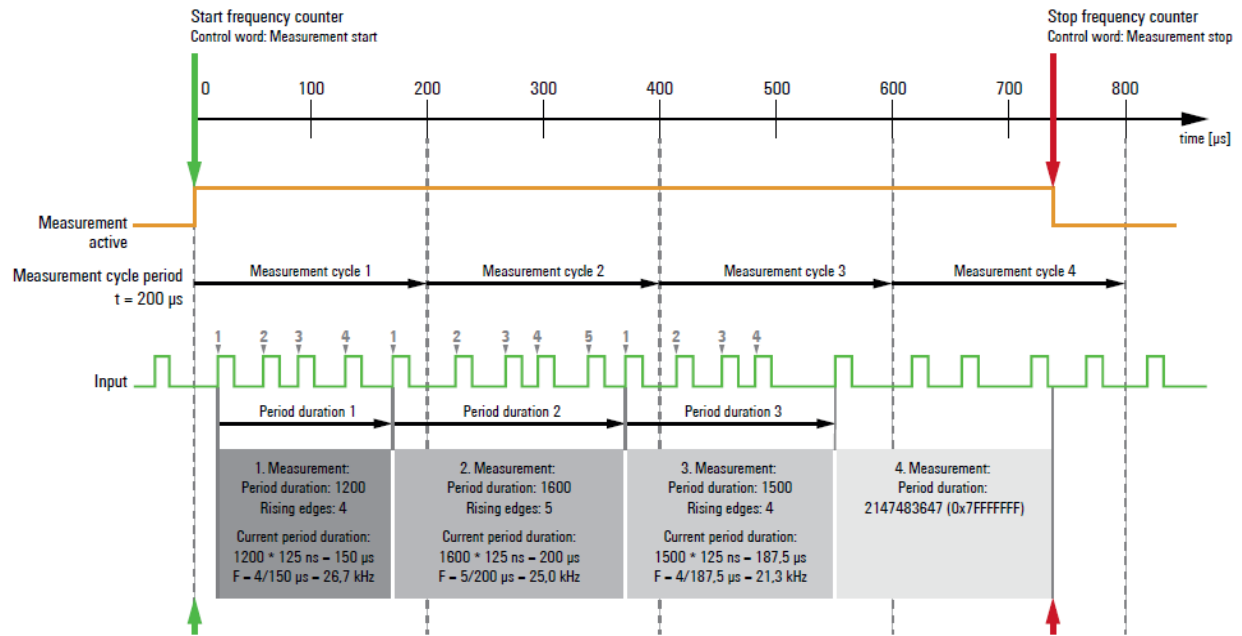 Start frequency counter
Control word: Measurement start
Stop frequency counter
Control word: Measurement stop
0 100 200 300 400 500 600 700 800
time [µs]
Measurement
active
Measurement cycle period
t = 200 µs
Measurement cycle 1
Measurement cycle 2
Measurement cycle 3
Measurement cycle 4
1 2 3 4 1 2 3 4 5 1 2 3 4
Input
Period duration 1
Period duration 2
Period duration 3
1. Measurement:
Period duration: 1200
Rising edges: 4
Current period duration:
1200 * 125 ns = 150 µs
F = 4/150 µs = 26,7 kHz
2. Measurement:
Period duration: 1600
Rising edges: 5
Current period duration:
1600 * 125 ns = 200 µs
F = 5/200 µs = 25,0 kHz
3. Measurement:
Period duration: 1500
Rising edges: 4
Current period duration:
1500 * 125 ns = 187,5 µs
F = 4/187,5 µs = 21,3 kHz
4. Measurement:
Period duration:
2147483647 (0x7FFFFFFF)